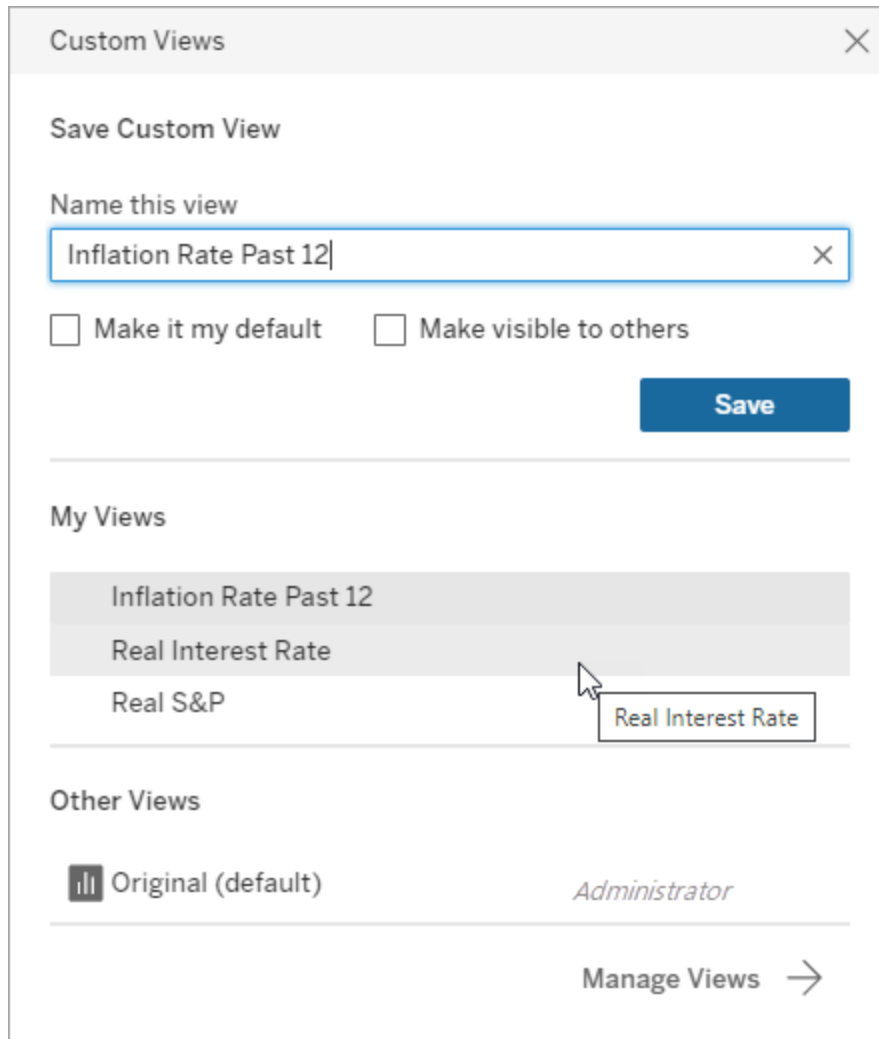 Custom Views
Save Custom View
Name this view
Inflation Rate Past 12
Make it my default Make visible to others
Save
My Views
Inflation Rate Past 12
Real Interest Rate
Real S&P
Real Interest Rate
Other Views
Original (default) Administrator
Manage Views